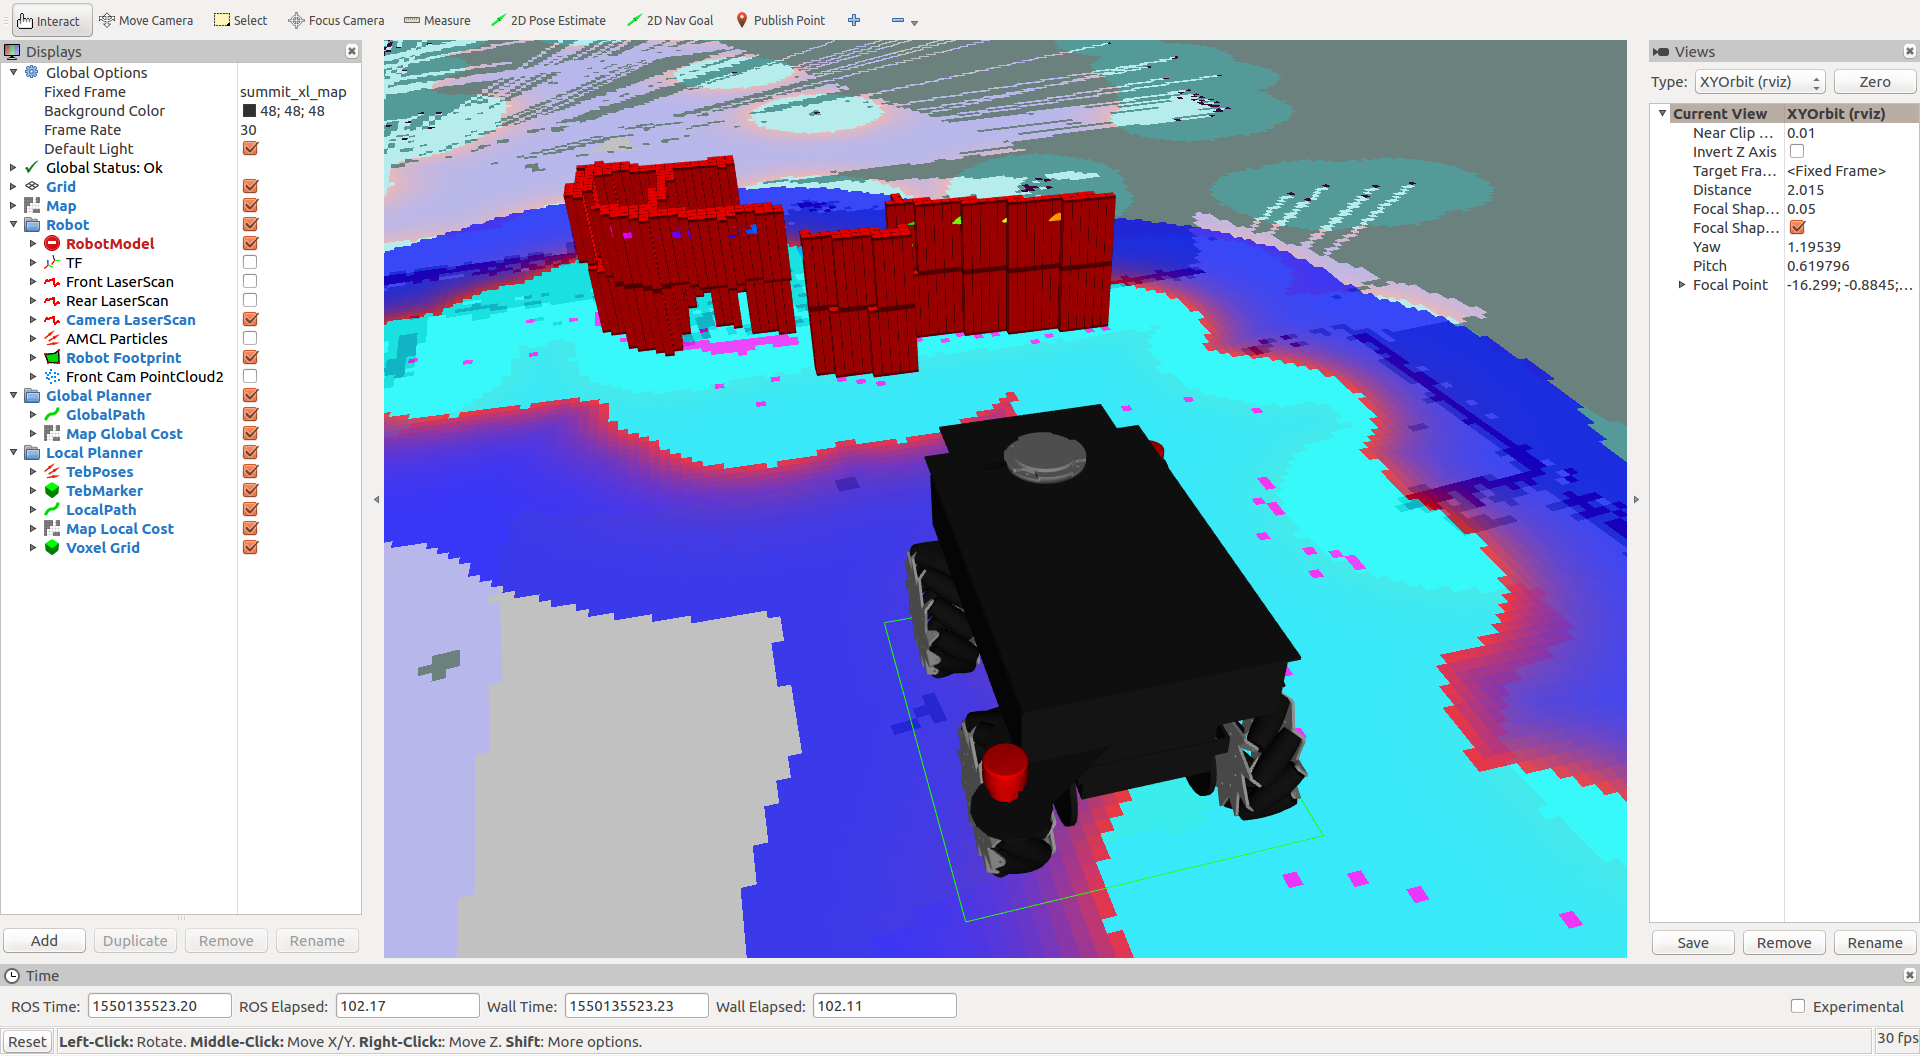 Interact Move Camera Select Focus Camera Measure 2D Pose Estimate 2D Nav Goal Publish Point
Displays
Global Options
Fixed Frame summit_xl_map
Background Color 48; 48; 48
Frame Rate 30
Default Light
Global Status: Ok
Grid
Map
Robot
RobotModel
TF
Front LaserScan
Rear LaserScan
Camera LaserScan
AMCL Particles
Robot Footprint
Front Cam PointCloud2
Global Planner
GlobalPath
Map Global Cost
Local Planner
TebPoses
TebMarker
LocalPath
Map Local Cost
Voxel Grid
Add Duplicate Remove Rename
Views
Type: XYOrbit (rviz) Zero
Current View XYOrbit (rviz)
Near Clip ... 0.01
Invert Z Axis
Target Fra... <Fixed Frame>
Distance 2.015
Focal Shap... 0.05
Focal Shap...
Yaw 1.19539
Pitch 0.619796
Focal Point -16.299; -0.8845;...
Save Remove Rename
Time
ROS Time: 1550135523.20 ROS Elapsed: 102.17 Wall Time: 1550135523.23 Wall Elapsed: 102.11 Experimental
Reset Left-Click: Rotate. Middle-Click: Move X/Y. Right-Click:: Move Z. Shift: More options. 30 fps